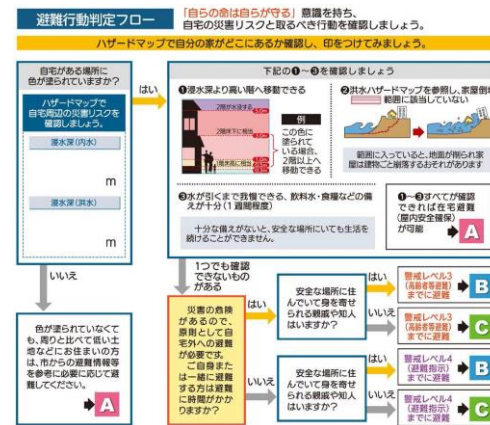 避難行動判定フロー
「自らの命は自らが守る」意識を持ち、
自宅の災害リスクと取るべき行動を確認しましょう。
ハザードマップで自分の家がどこにあるか確認し、印をつけてみましょう。
自宅がある場所に
色が塗られていますか?
ハザードマップで
自宅周辺の災害リスクを
確認しましょう。
浸水深(内水)
m
浸水深(洪水)
m
はい
いいえ
色が塗られていなくて
も、周りと比べて低い土
地などにお住まいの方
は、市からの避難情報等
を参考に必要に応じて避
難してください。
A
下記の❶~❸を確認しましょう
❶浸水深より高い階へ移動できる
2階が水没する
5.0m
2階床下に相当
3.0m
1階床高に相当
0.5m
例
この色に
塗られて
いる場合、
2階以上へ
移動できる
❷洪水ハザードマップを参照し、家屋倒壊
範囲に該当していない
範囲に入っていると、地面が削られ家
屋は建物ごと崩落するおそれがあります
❸水が引くまで我慢できる、飲料水・食糧などの備
えが十分(1週間程度)
十分な備えがないと、安全な場所にいても生活を
続けることができません。
❶~❸すべてが確認
できれば在宅避難
(屋内安全確保)
が可能
A
1つでも確認
できないもの
がある
災害の危険
があるので、
原則として自
宅外への避難
が必要です。
ご自身また
は一緒に避難
する方は避難
に時間がかか
りますか?
はい
安全な場所に住
んでいて身を寄せ
られる親戚や知人
はいますか?
はい
警戒レベル3
(高齢者等避難)
までに避難
B
いいえ
警戒レベル3
(高齢者等避難)
までに避難
C
いいえ
安全な場所に住
んでいて身を寄せ
られる親戚や知人
はいますか?
はい
警戒レベル4
(避難指示)
までに避難
B
いいえ
警戒レベル4
(避難指示)
までに避難
C